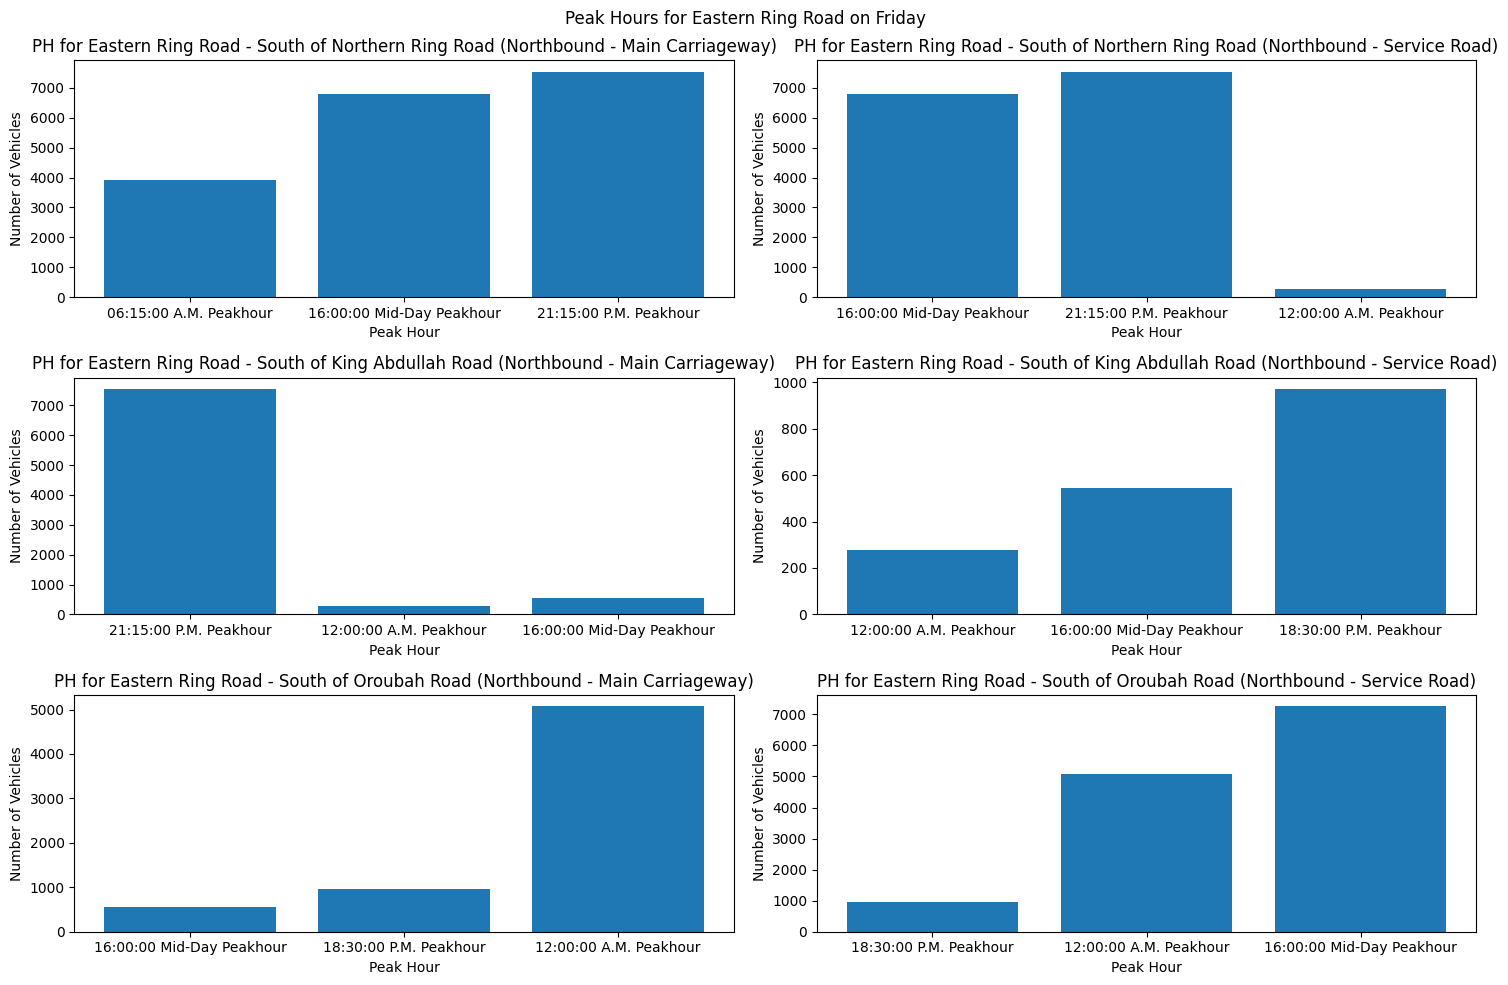 Peak Hours for Eastern Ring Road on Friday
PH for Eastern Ring Road - South of Northern Ring Road (Northbound - Main Carriageway)
Number of Vehicles
7000
6000
5000
4000
3000
2000
1000
0
06:15:00 A.M. Peakhour
16:00:00 Mid-Day Peakhour
21:15:00 P.M. Peakhour
Peak Hour
PH for Eastern Ring Road - South of Northern Ring Road (Northbound - Service Road)
Number of Vehicles
7000
6000
5000
4000
3000
2000
1000
0
16:00:00 Mid-Day Peakhour
21:15:00 P.M. Peakhour
12:00:00 A.M. Peakhour
Peak Hour
PH for Eastern Ring Road - South of King Abdullah Road (Northbound - Main Carriageway)
Number of Vehicles
7000
6000
5000
4000
3000
2000
1000
0
21:15:00 P.M. Peakhour
12:00:00 A.M. Peakhour
16:00:00 Mid-Day Peakhour
Peak Hour
PH for Eastern Ring Road - South of King Abdullah Road (Northbound - Service Road)
Number of Vehicles
1000
800
600
400
200
0
12:00:00 A.M. Peakhour
16:00:00 Mid-Day Peakhour
18:30:00 P.M. Peakhour
Peak Hour
PH for Eastern Ring Road - South of Oroubah Road (Northbound - Main Carriageway)
Number of Vehicles
5000
4000
3000
2000
1000
0
16:00:00 Mid-Day Peakhour
18:30:00 P.M. Peakhour
12:00:00 A.M. Peakhour
Peak Hour
PH for Eastern Ring Road - South of Oroubah Road (Northbound - Service Road)
Number of Vehicles
7000
6000
5000
4000
3000
2000
1000
0
18:30:00 P.M. Peakhour
12:00:00 A.M. Peakhour
16:00:00 Mid-Day Peakhour
Peak Hour